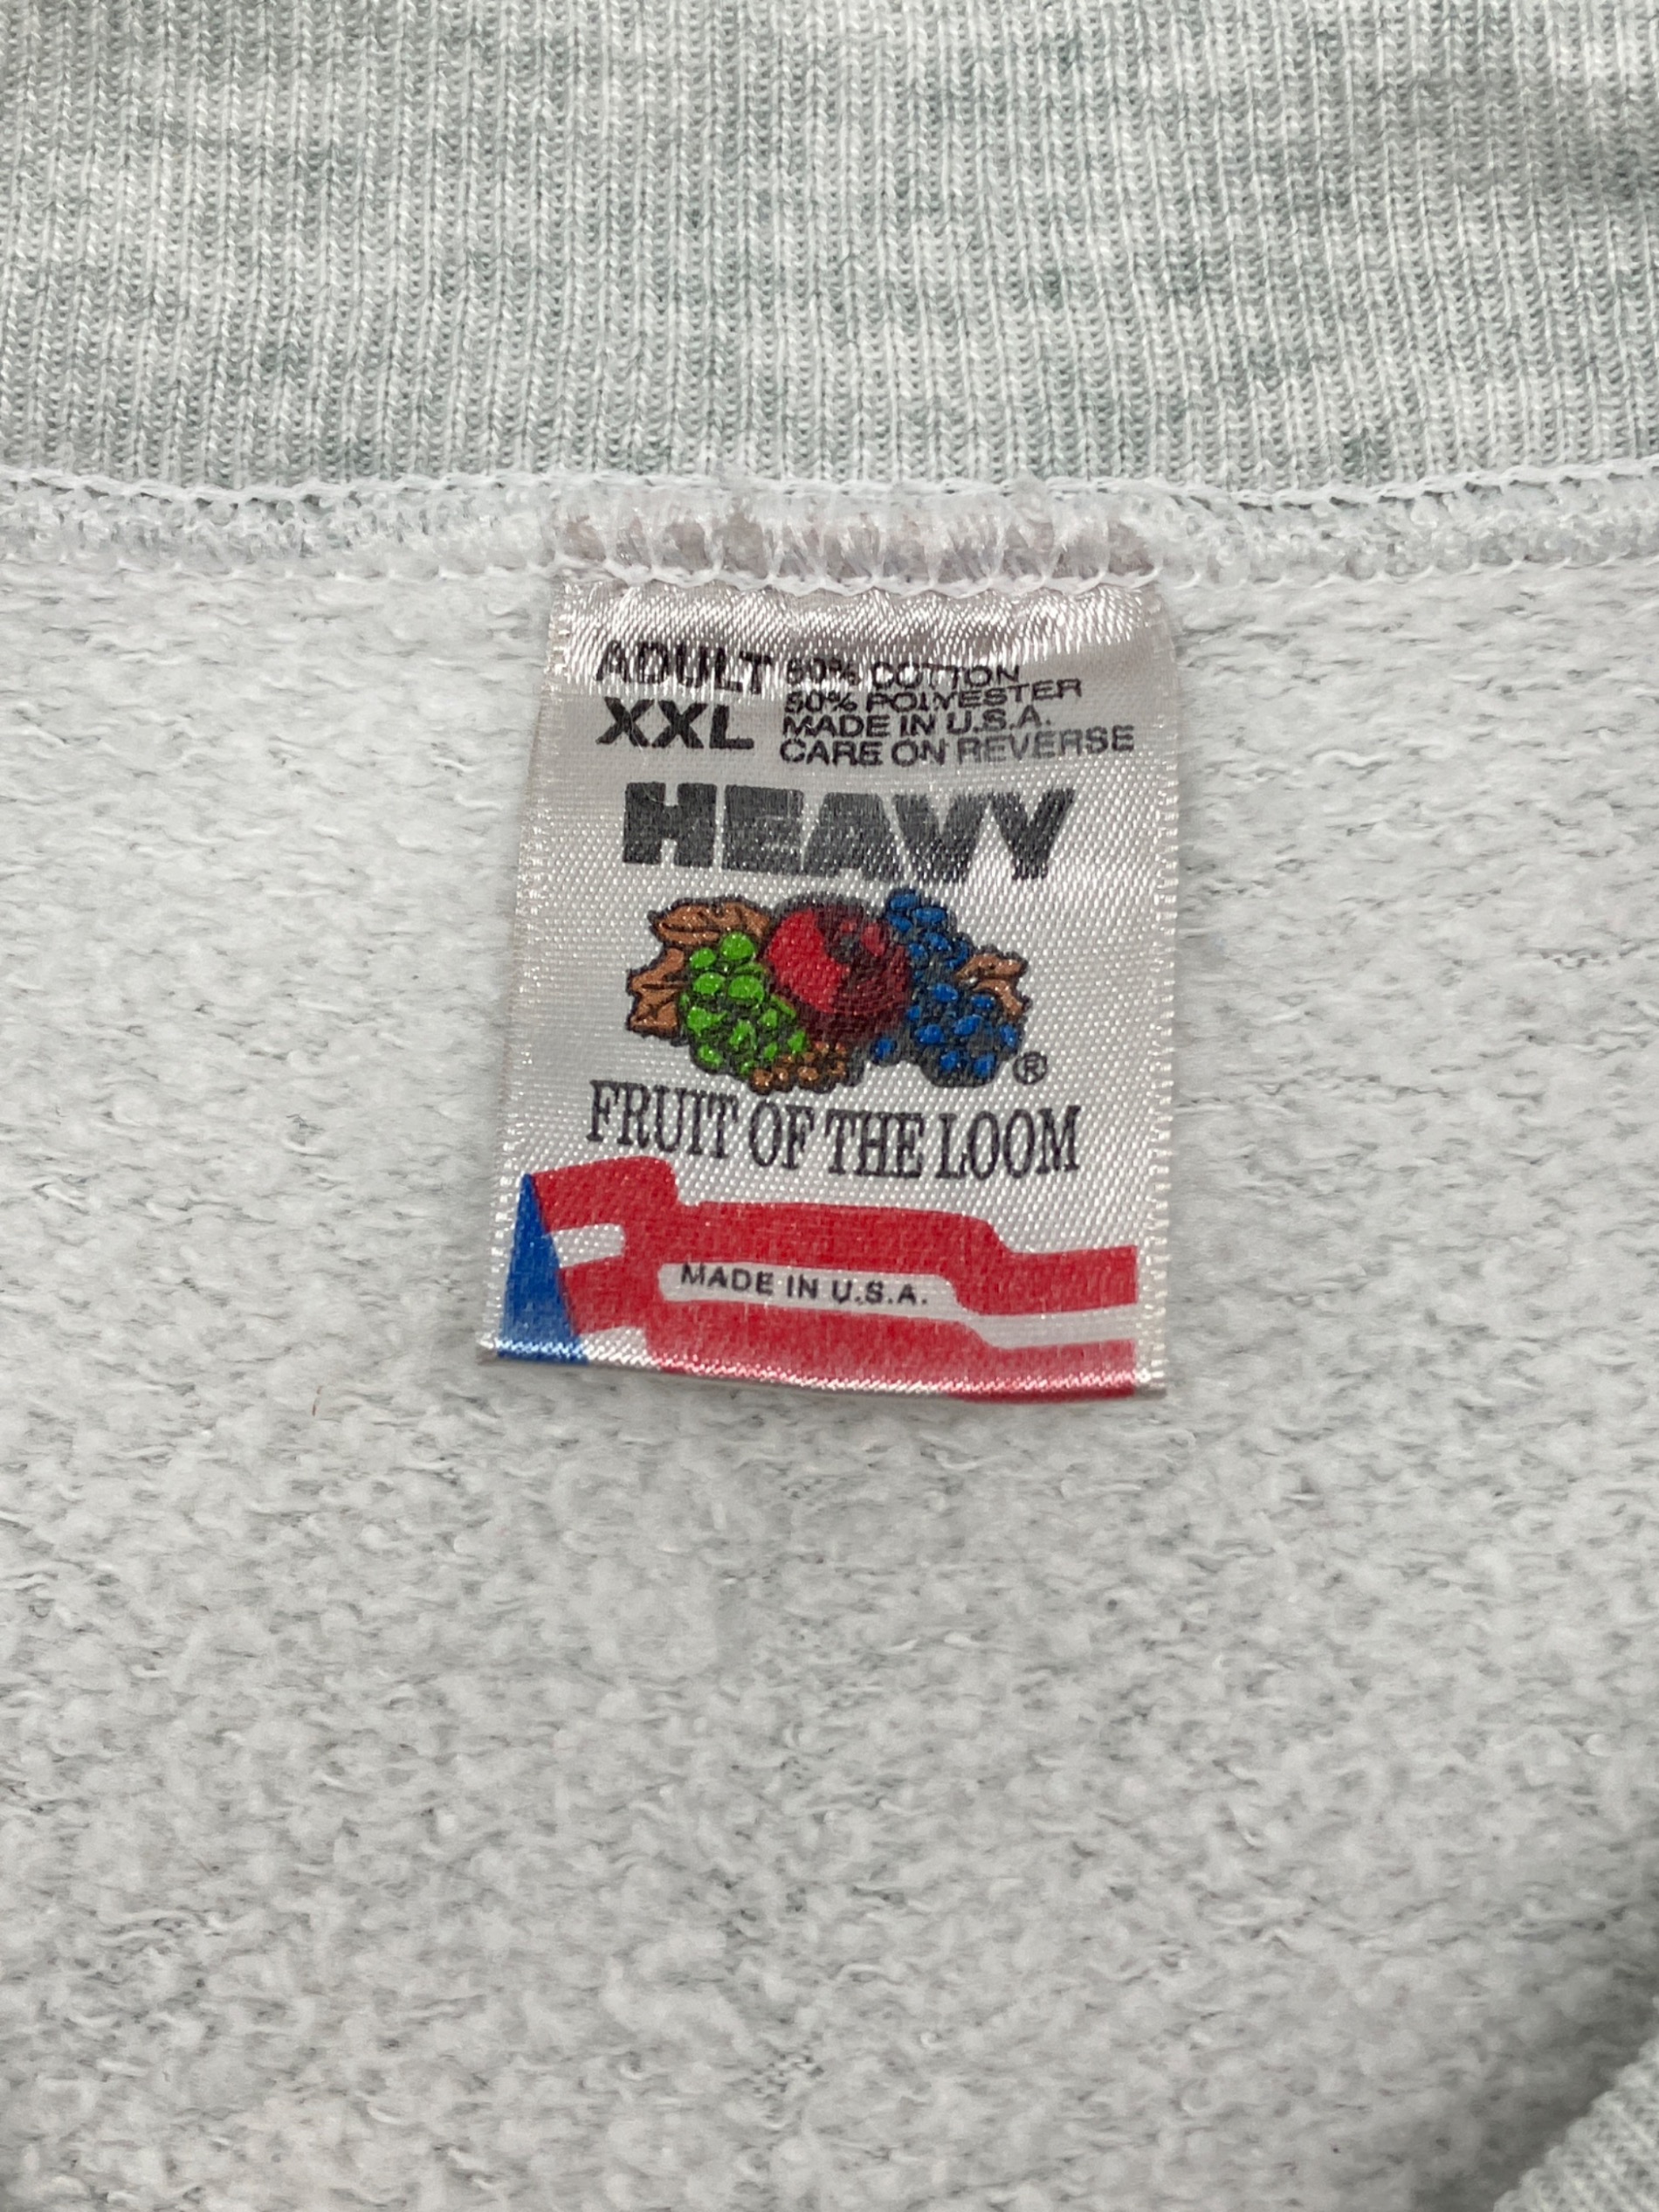 ADULT
XXL
50% COTTON
50% POLYESTER
MADE IN U.S.A.
CARE ON REVERSE
HEAVY
®
FRUIT OF THE LOOM
MADE IN U.S.A.